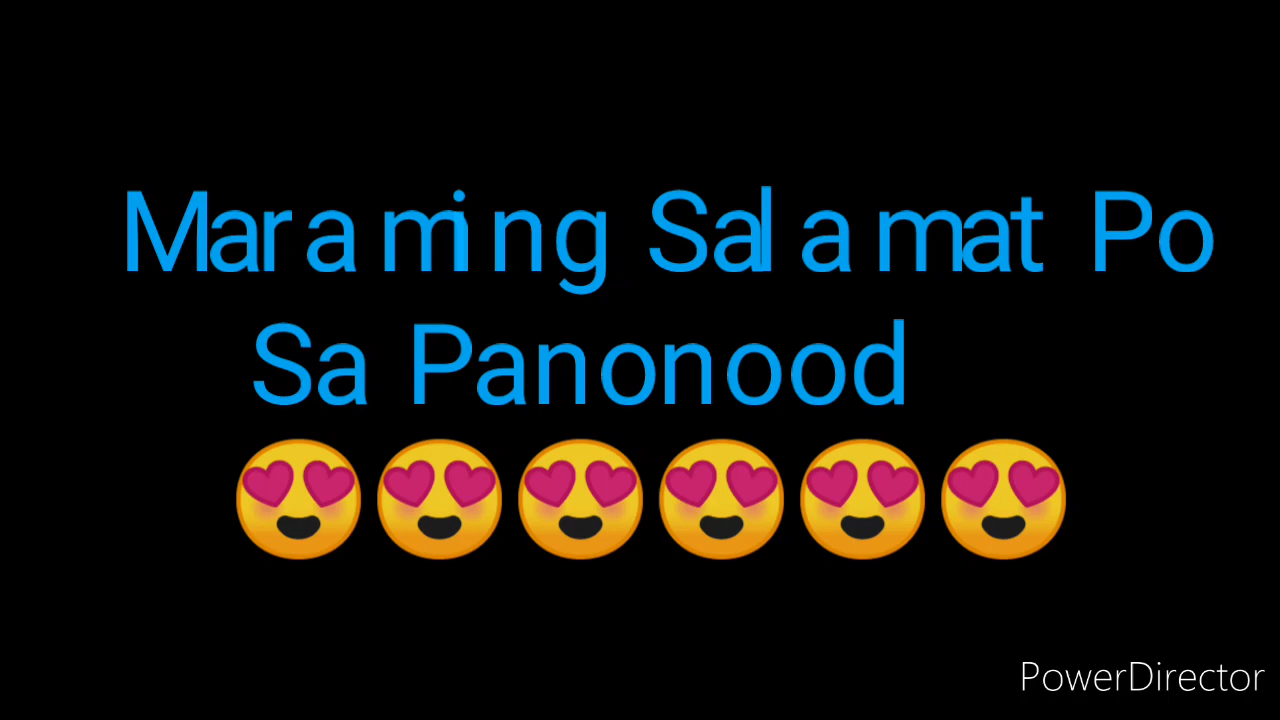 Maraming Salamat Po
Sa Panonood
😍😍😍😍😍😍
PowerDirector